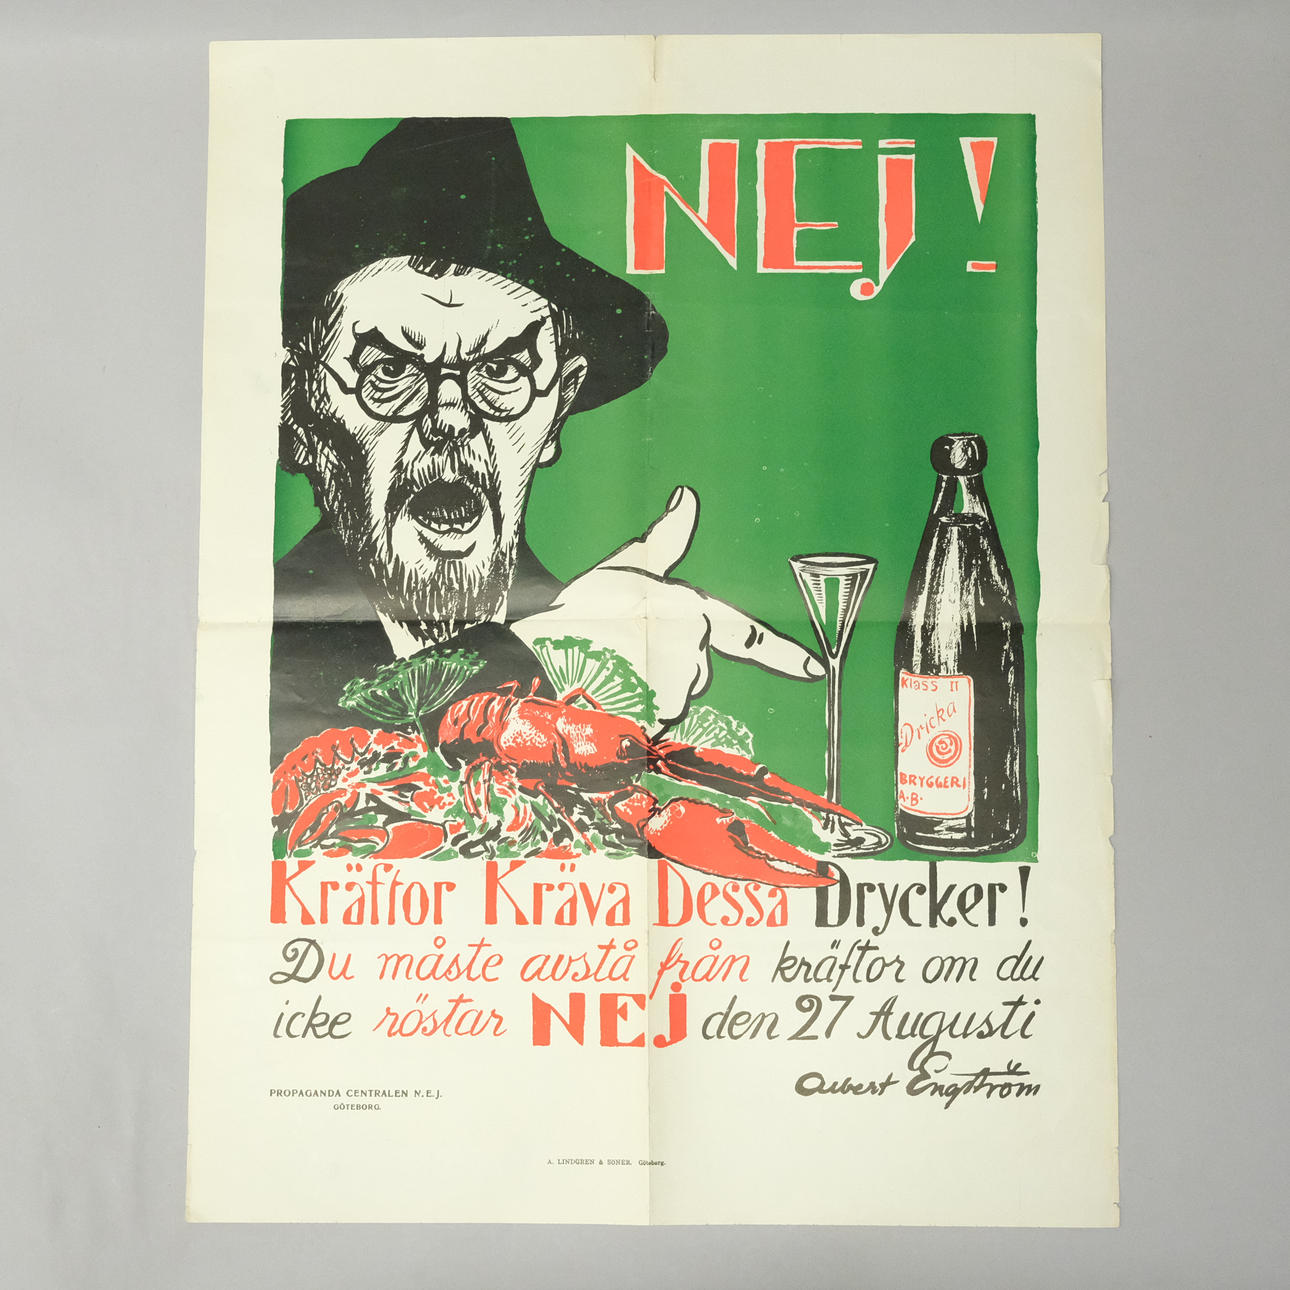 NEj!
Klass II
Dricka
BRYGGERI
A.B.
Kräftor Kräva Dessa Drycker!
Du måste avstå från kräftor om du
icke röstar NEj den 27 Augusti
Albert Engström
PROPAGANDA CENTRALEN N.E.J.
GÖTEBORG.
A. LINDGREN & SÖNER. Göteborg.